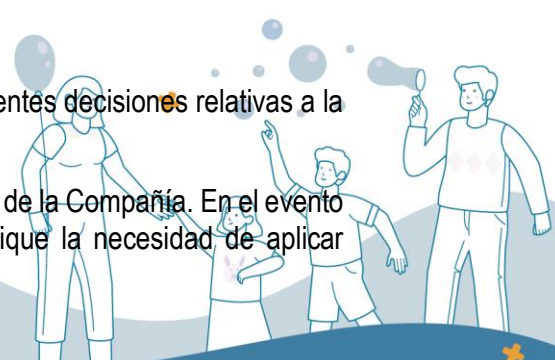 entes decisiones relativas a la
de la Compañía. En el evento
ique la necesidad de aplicar